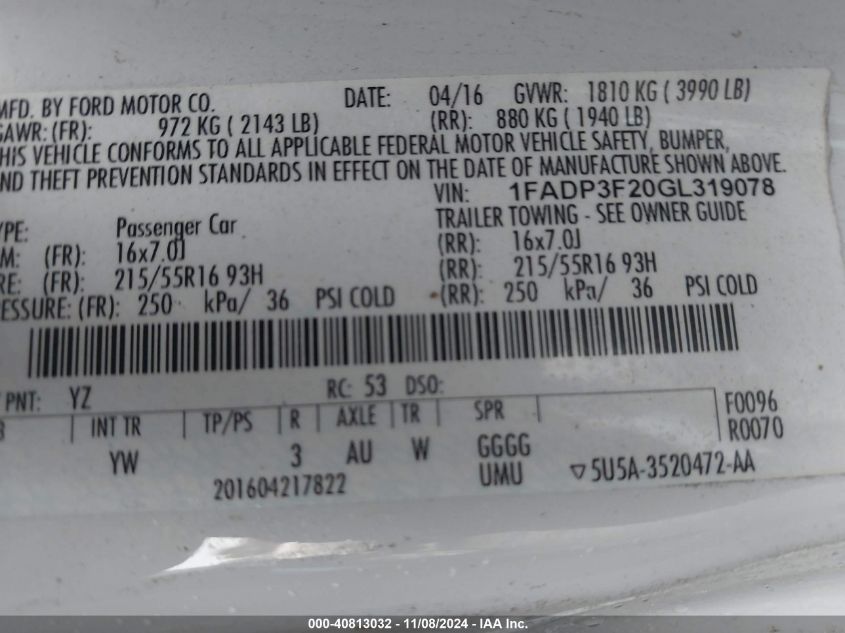 MFD. BY FORD MOTOR CO. DATE: 04/16 GVWR: 1810 KG ( 3990 LB)
GAWR: (FR): 972 KG ( 2143 LB) (RR): 880 KG ( 1940 LB)
THIS VEHICLE CONFORMS TO ALL APPLICABLE FEDERAL MOTOR VEHICLE SAFETY, BUMPER,
AND THEFT PREVENTION STANDARDS IN EFFECT ON THE DATE OF MANUFACTURE SHOWN ABOVE.
VIN: 1FADP3F20GL319078
YPE: Passenger Car TRAILER TOWING - SEE OWNER GUIDE
M: (FR): 16x7.0J (RR): 16x7.0J
RE: (FR): 215/55R16 93H (RR): 215/55R16 93H
ESSURE: (FR): 250 kPa/ 36 PSI COLD (RR): 250 kPa/ 36 PSI COLD
PNT: YZ RC: 53 DSO:
INT TR TP/PS R AXLE TR SPR F0096
R0070
YW 3 AU W GGGG
UMU
201604217822 ▽5U5A-3520472-AA
000-40813032 - 11/08/2024 - IAA Inc.